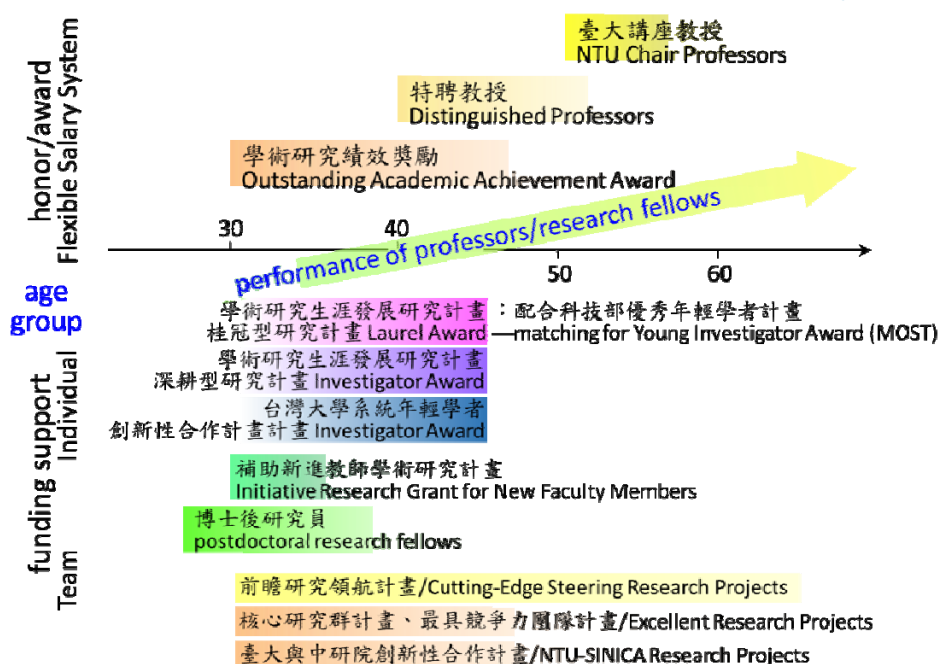 臺大講座教授
NTU Chair Professors
特聘教授
Distinguished Professors
學術研究績效獎勵
Outstanding Academic Achievement Award
honor/award
Flexible Salary System
performance of professors/research fellows
30
40
50
60
age
group
學術研究生涯發展研究計畫：配合科技部優秀年輕學者計畫
桂冠型研究計畫 Laurel Award —matching for Young Investigator Award (MOST)
學術研究生涯發展研究計畫
深耕型研究計畫 Investigator Award
台灣大學系統年輕學者
創新性合作計畫計畫 Investigator Award
補助新進教師學術研究計畫
Initiative Research Grant for New Faculty Members
博士後研究員
postdoctoral research fellows
funding support
Individual
Team
前瞻研究領航計畫/Cutting-Edge Steering Research Projects
核心研究群計畫、最具競爭力團隊計畫/Excellent Research Projects
臺大與中研院創新性合作計畫/NTU-SINICA Research Projects